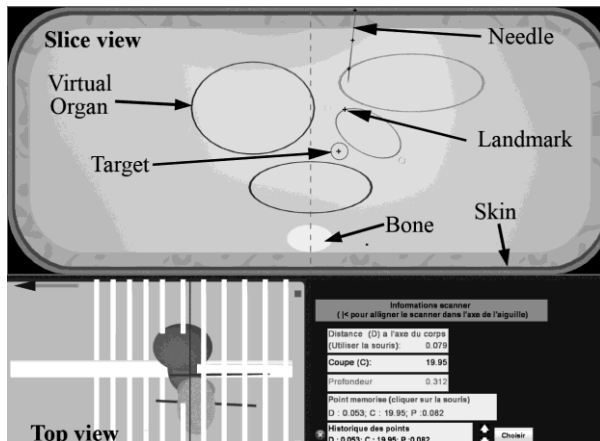 Slice view
Needle
Virtual
Organ
Landmark
Target
Skin
Bone
Informations scanner
( |< pour alligner le scanner dans l'axe de l'aiguille)
Distance (D) a l'axe du corps
(Utiliser la souris): 0.079
Coupe (C): 19.95
Profondeur 0.312
Point memorise (cliquer sur la souris)
D : 0.053; C : 19.95; P :0.082
Historique des points
D : 0.053; C : 19.95; P :0.082
Choisir
Top view